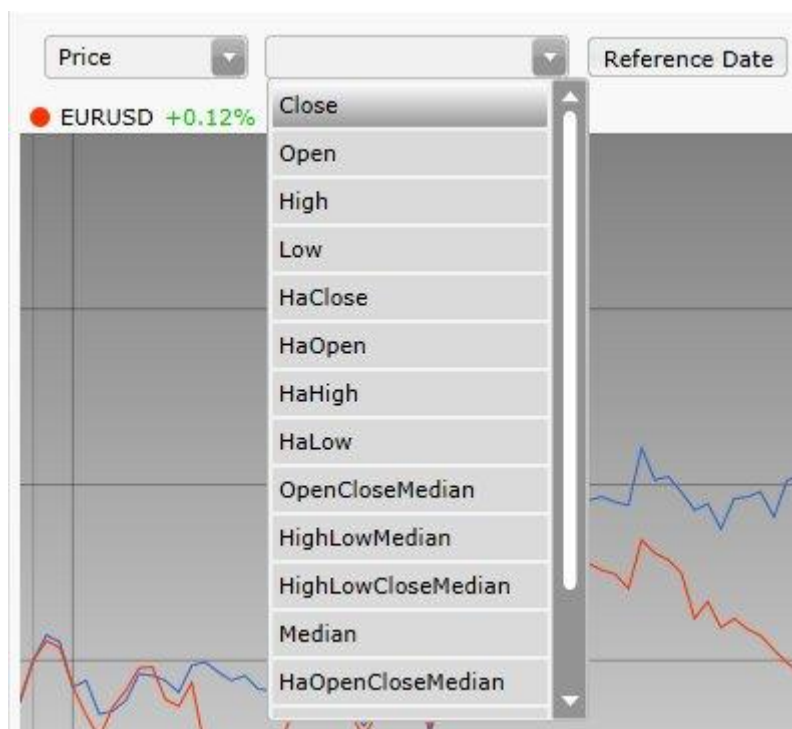 Price
Reference Date
EURUSD +0.12%
Close
Open
High
Low
HaClose
HaOpen
HaHigh
HaLow
OpenCloseMedian
HighLowMedian
HighLowCloseMedian
Median
HaOpenCloseMedian